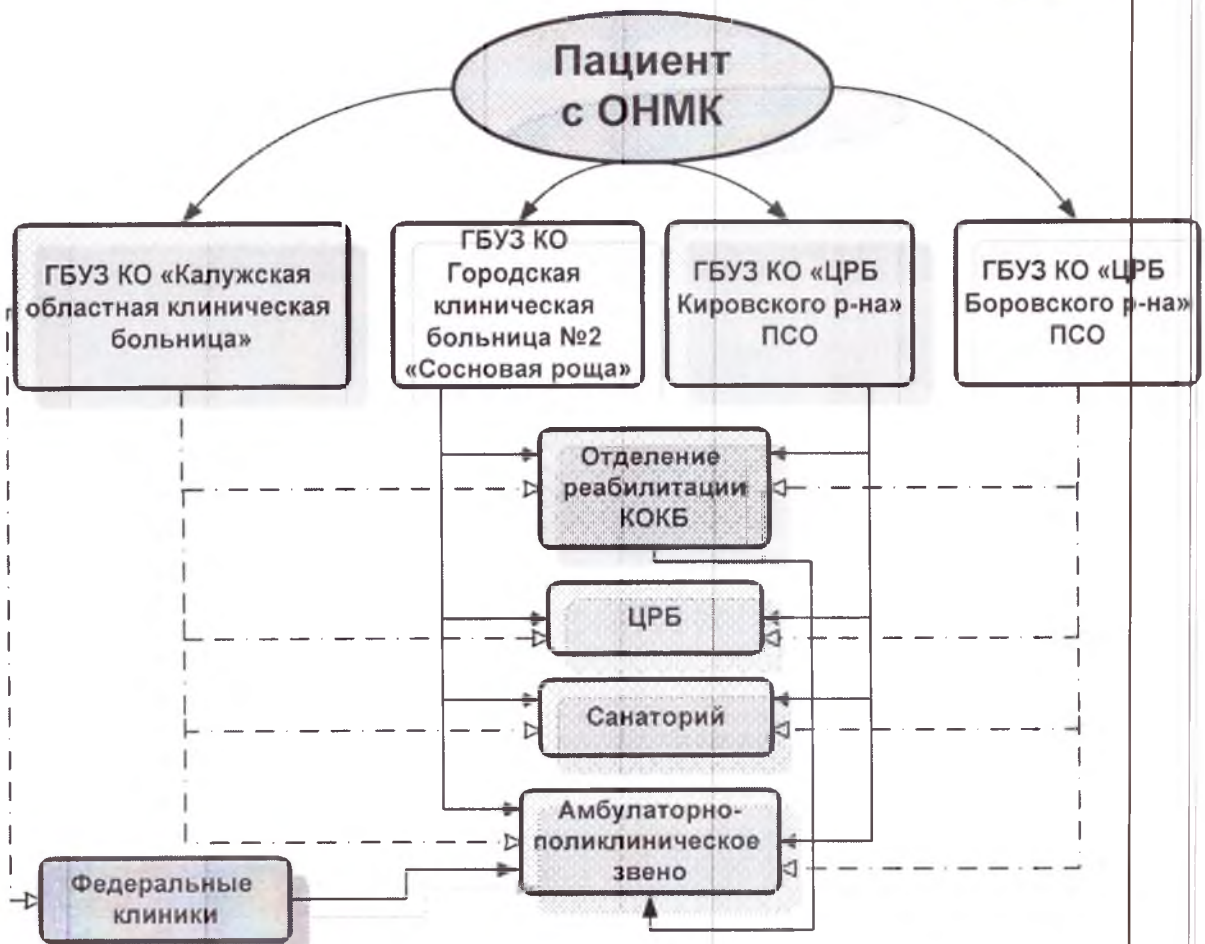 Пациент
с ОНМК
ГБУЗ КО «Калужская
областная клиническая
больница»
ГБУЗ КО
Городская
клиническая
больница №2
«Сосновая роща»
ГБУЗ КО «ЦРБ
Кировского р-на»
ПСО
ГБУЗ КО «ЦРБ
Боровского р-на»
ПСО
Отделение
реабилитации
КОКБ
ЦРБ
Санаторий
Амбулаторно-
поликлиническое
звено
Федеральные
клиники